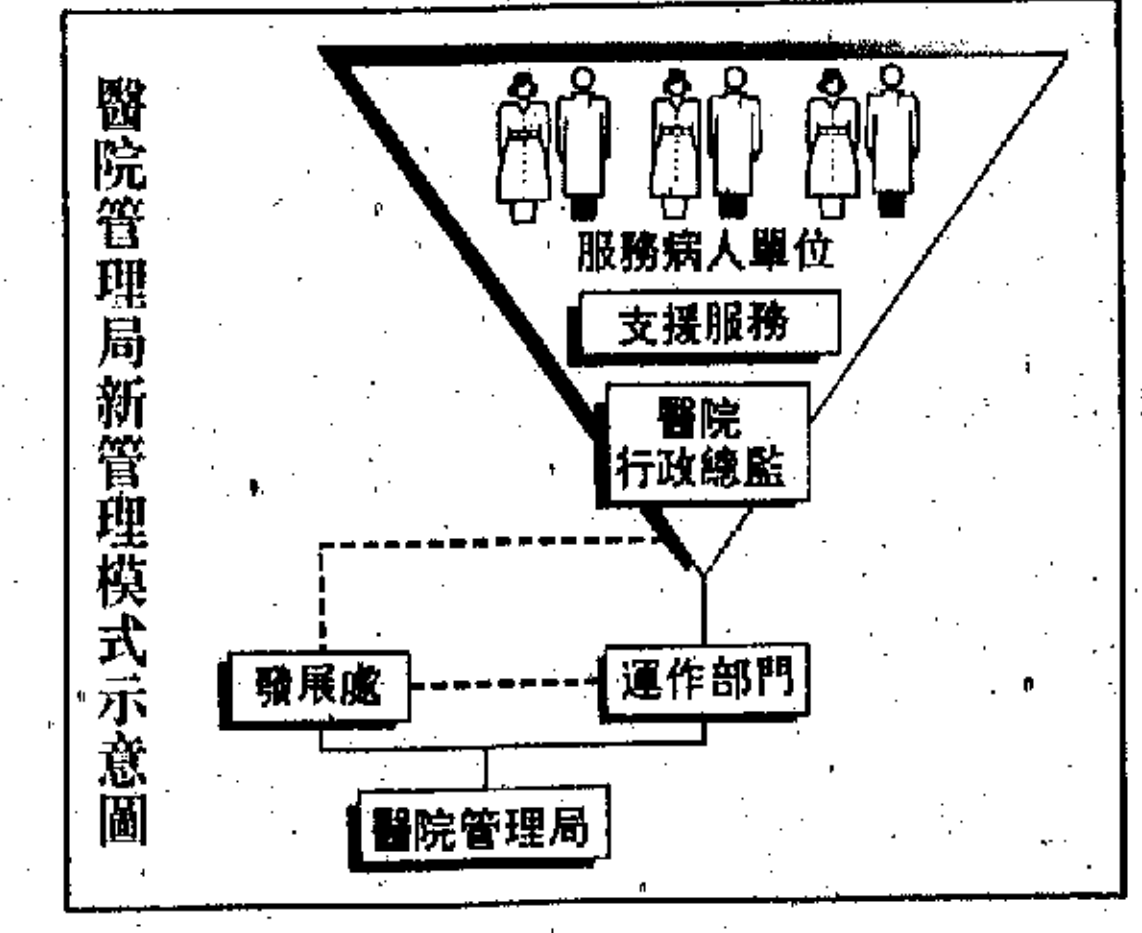 醫院管理局新管理模式示意圖
服務病人單位
支援服務
醫院
行政總監
發展處
運作部門
醫院管理局